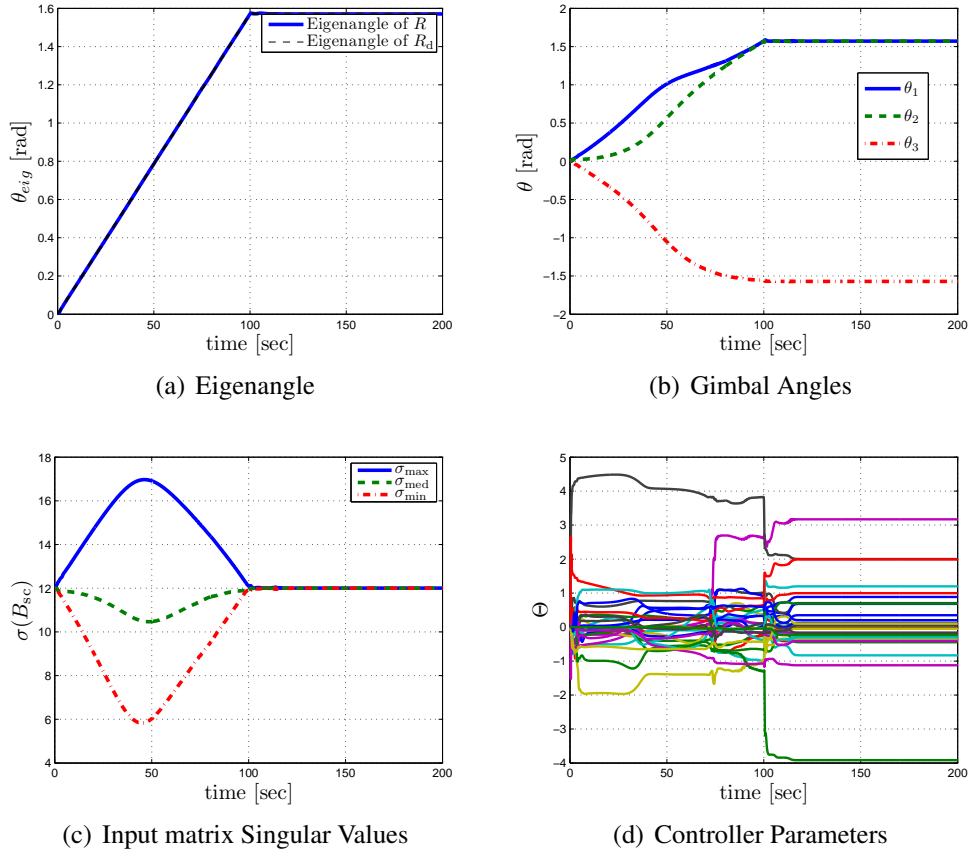 1.6
1.4
1.2
1
0.8
0.6
0.4
0.2
0
θ_eig [rad]
Eigenangle of R
Eigenangle of R_d
0 50 100 150 200
time [sec]
(a) Eigenangle
2
1.5
1
0.5
0
−0.5
−1
−1.5
−2
θ [rad]
θ_1
θ_2
θ_3
0 50 100 150 200
time [sec]
(b) Gimbal Angles
18
16
14
12
10
8
6
4
σ(B_sc)
σ_max
σ_med
σ_min
0 50 100 150 200
time [sec]
(c) Input matrix Singular Values
5
4
3
2
1
0
−1
−2
−3
−4
Θ
0 50 100 150 200
time [sec]
(d) Controller Parameters